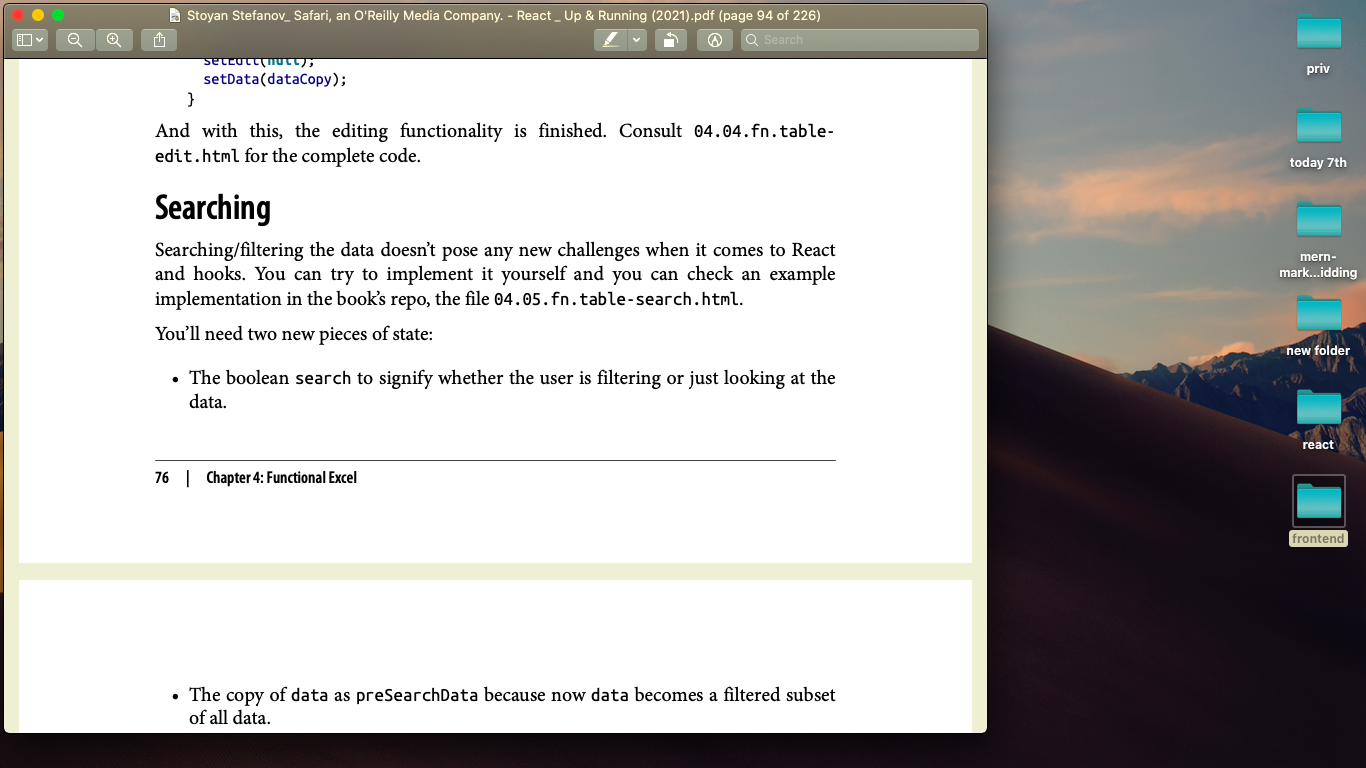 Stoyan Stefanov_ Safari, an O'Reilly Media Company. - React _ Up & Running (2021).pdf (page 94 of 226)
Search
setEdit(null);
setData(dataCopy);
}
And with this, the editing functionality is finished. Consult 04.04.fn.table-
edit.html for the complete code.
Searching
Searching/filtering the data doesn’t pose any new challenges when it comes to React
and hooks. You can try to implement it yourself and you can check an example
implementation in the book’s repo, the file 04.05.fn.table-search.html.
You’ll need two new pieces of state:
• The boolean search to signify whether the user is filtering or just looking at the
data.
76 | Chapter 4: Functional Excel
• The copy of data as preSearchData because now data becomes a filtered subset
of all data.
priv
today 7th
mern-
mark...idding
new folder
react
frontend